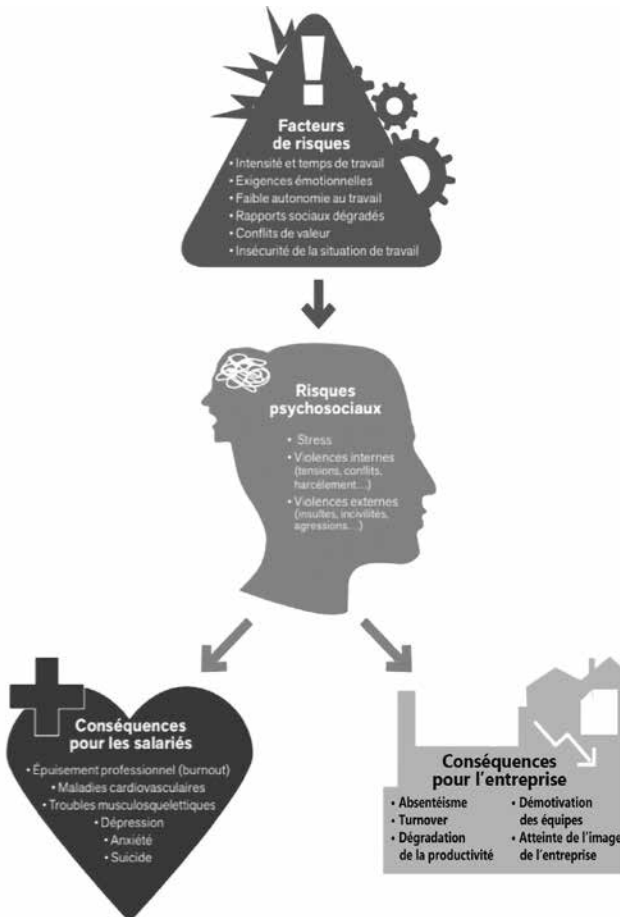 Facteurs
de risques
• Intensité et temps de travail
• Exigences émotionnelles
• Faible autonomie au travail
• Rapports sociaux dégradés
• Conflits de valeur
• Insécurité de la situation de travail
Risques
psychosociaux
• Stress
• Violences internes
(tensions, conflits,
harcèlement…)
• Violences externes
(insultes, incivilités,
agressions…)
Conséquences
pour les salariés
• Épuisement professionnel (burnout)
• Maladies cardiovasculaires
• Troubles musculosquelettiques
• Dépression
• Anxiété
• Suicide
Conséquences
pour l'entreprise
• Absentéisme
• Turnover
• Dégradation
de la productivité
• Démotivation
des équipes
• Atteinte de l'image
de l'entreprise